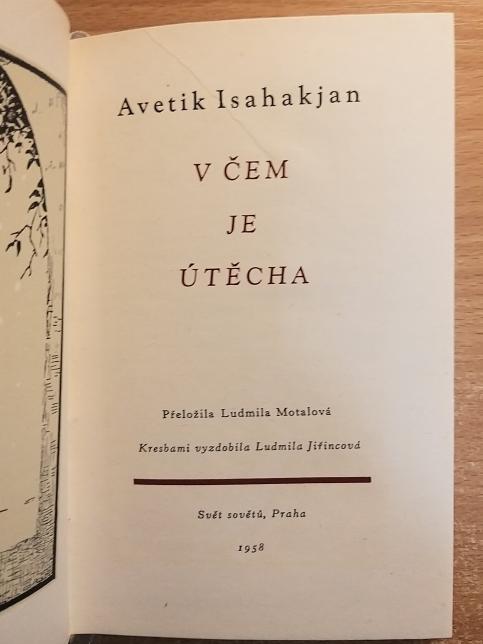 Avetik Isahakjan
V ČEM
JE
ÚTĚCHA
Přeložila Ludmila Motalová
Kresbami vyzdobila Ludmila Jiřincová
Svět sovětů, Praha
1958